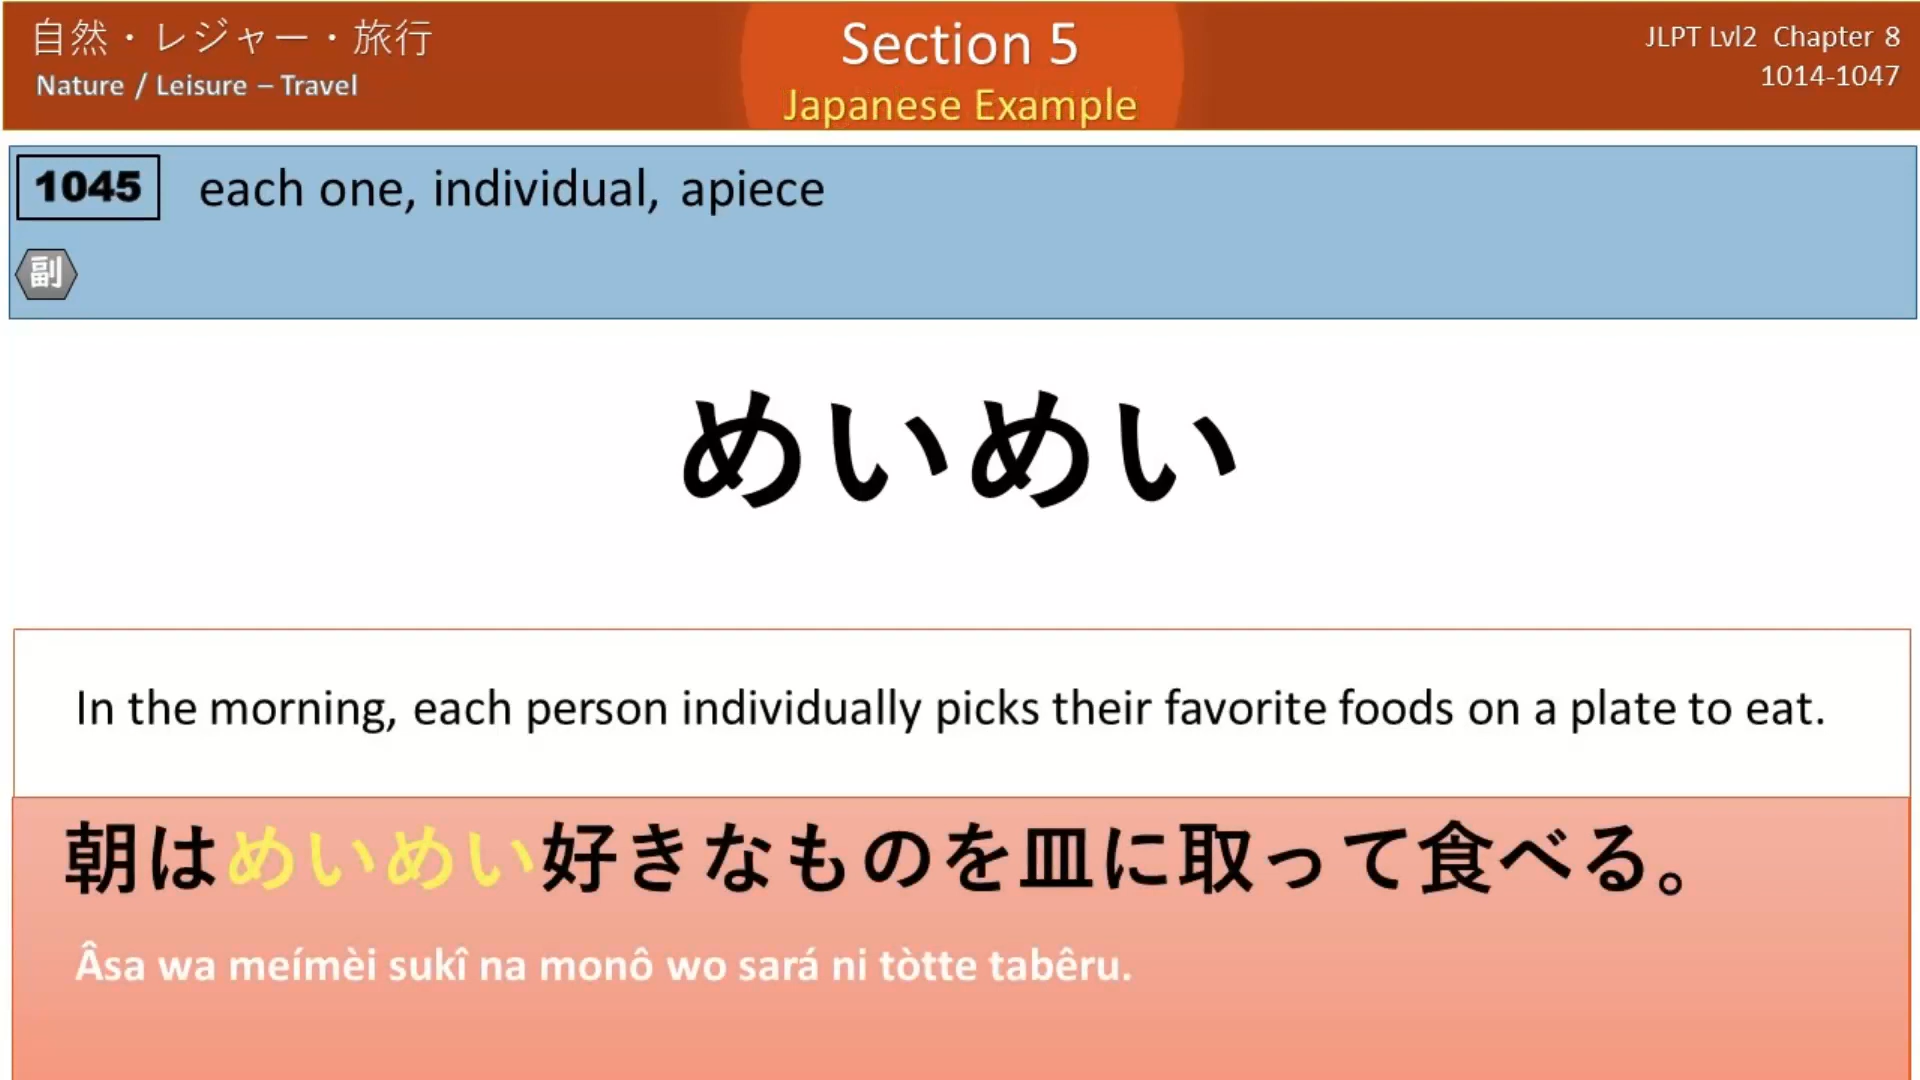 自然・レジャー・旅行
Nature / Leisure – Travel
Section 5
Japanese Example
JLPT Lvl2 Chapter 8
1014-1047
1045 each one, individual, apiece
副
めいめい
In the morning, each person individually picks their favorite foods on a plate to eat.
朝はめいめい好きなものを皿に取って食べる。
Âsa wa meímèi sukî na monô wo sará ni tòtte tabêru.